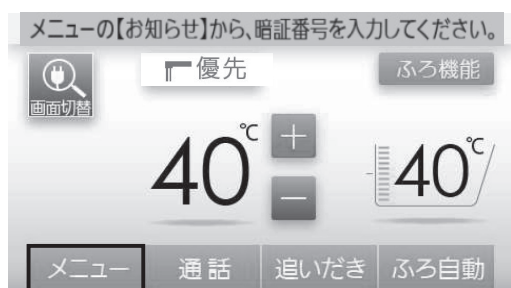 メニューの【お知らせ】から、暗証番号を入力してください。
優先
ふろ機能
画面切替
40℃
+
40℃
-
メニュー 通話 追いだき ふろ自動